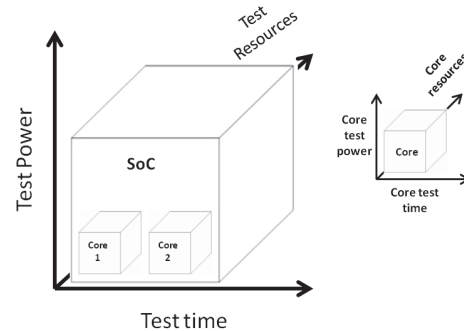 Test
Resources
Test Power
SoC
Core
1
Core
2
Test time
Core
resources
Core
test
power
Core
Core test
time